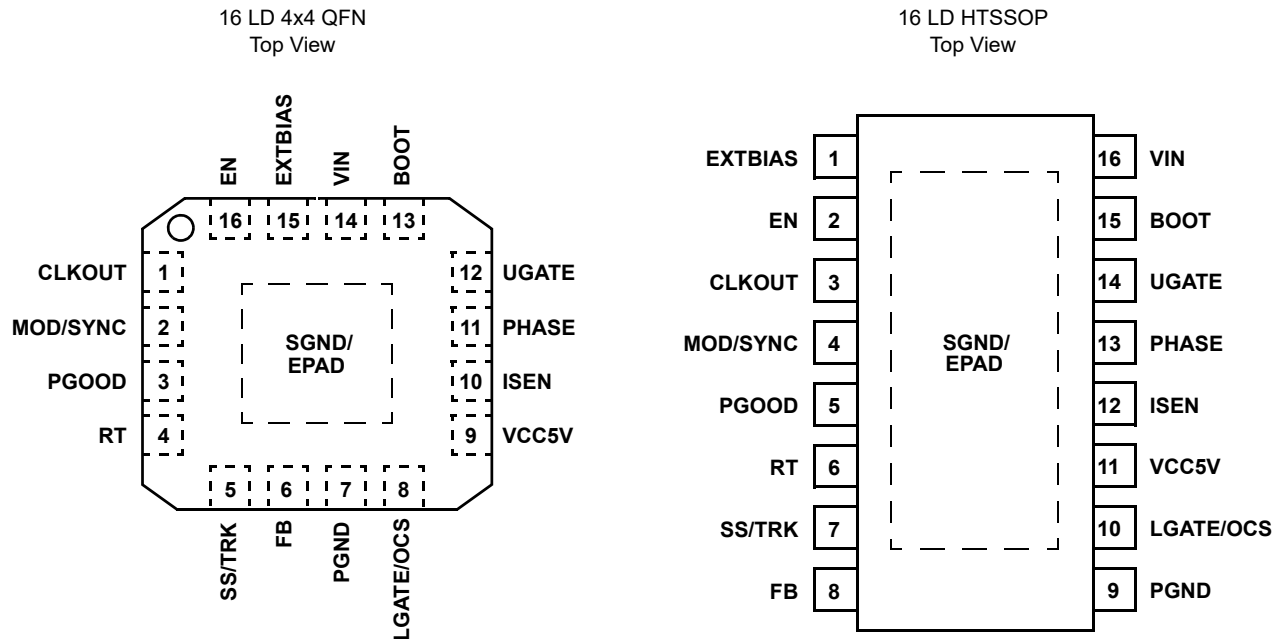 16 LD 4x4 QFN
Top View
EN
EXTBIAS
VIN
BOOT
16
15
14
13
CLKOUT
1
12
UGATE
MOD/SYNC
2
11
PHASE
PGOOD
3
10
ISEN
RT
4
9
VCC5V
SGND/
EPAD
5
6
7
8
SS/TRK
FB
PGND
LGATE/OCS
16 LD HTSSOP
Top View
EXTBIAS
1
16
VIN
EN
2
15
BOOT
CLKOUT
3
14
UGATE
MOD/SYNC
4
13
PHASE
SGND/
EPAD
PGOOD
5
12
ISEN
RT
6
11
VCC5V
SS/TRK
7
10
LGATE/OCS
FB
8
9
PGND